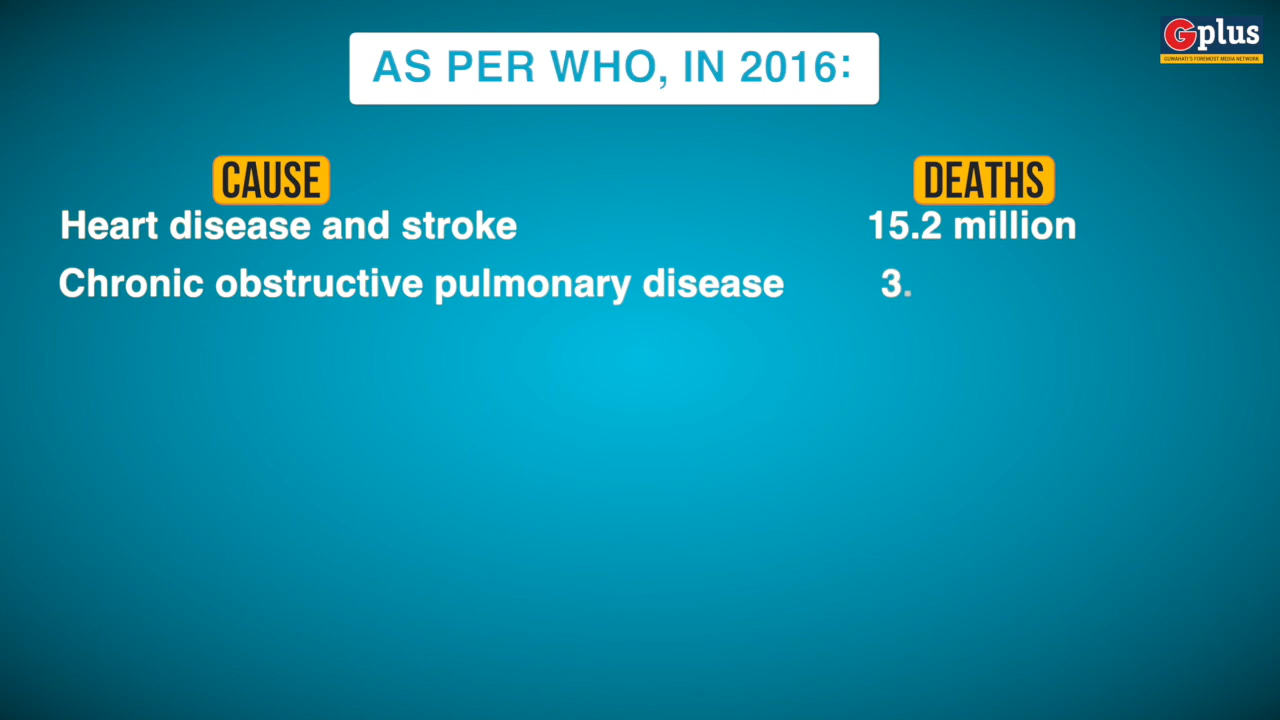 AS PER WHO, IN 2016:
Gplus
GUWAHATI'S FOREMOST MEDIA NETWORK
CAUSE DEATHS
Heart disease and stroke 15.2 million
Chronic obstructive pulmonary disease 3.